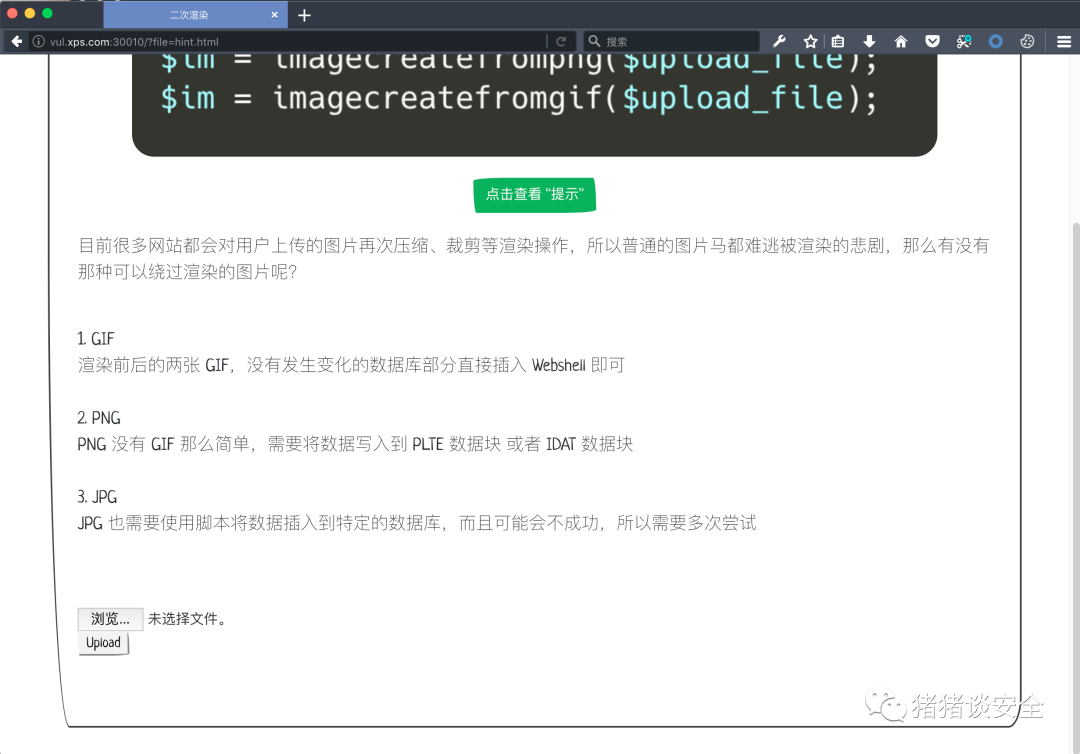 二次渲染
vul.xps.com:30010/?file=hint.html
搜索
$im = imagecreatefrompng($upload_file);
$im = imagecreatefromgif($upload_file);
点击查看 “提示”
目前很多网站都会对用户上传的图片再次压缩、裁剪等渲染操作，所以普通的图片马都难逃被渲染的悲剧，那么有没有
那种可以绕过渲染的图片呢？
1. GIF
渲染前后的两张 GIF，没有发生变化的数据库部分直接插入 Webshell 即可
2. PNG
PNG 没有 GIF 那么简单，需要将数据写入到 PLTE 数据块 或者 IDAT 数据块
3. JPG
JPG 也需要使用脚本将数据插入到特定的数据库，而且可能会不成功，所以需要多次尝试
浏览... 未选择文件。
Upload
猪猪谈安全